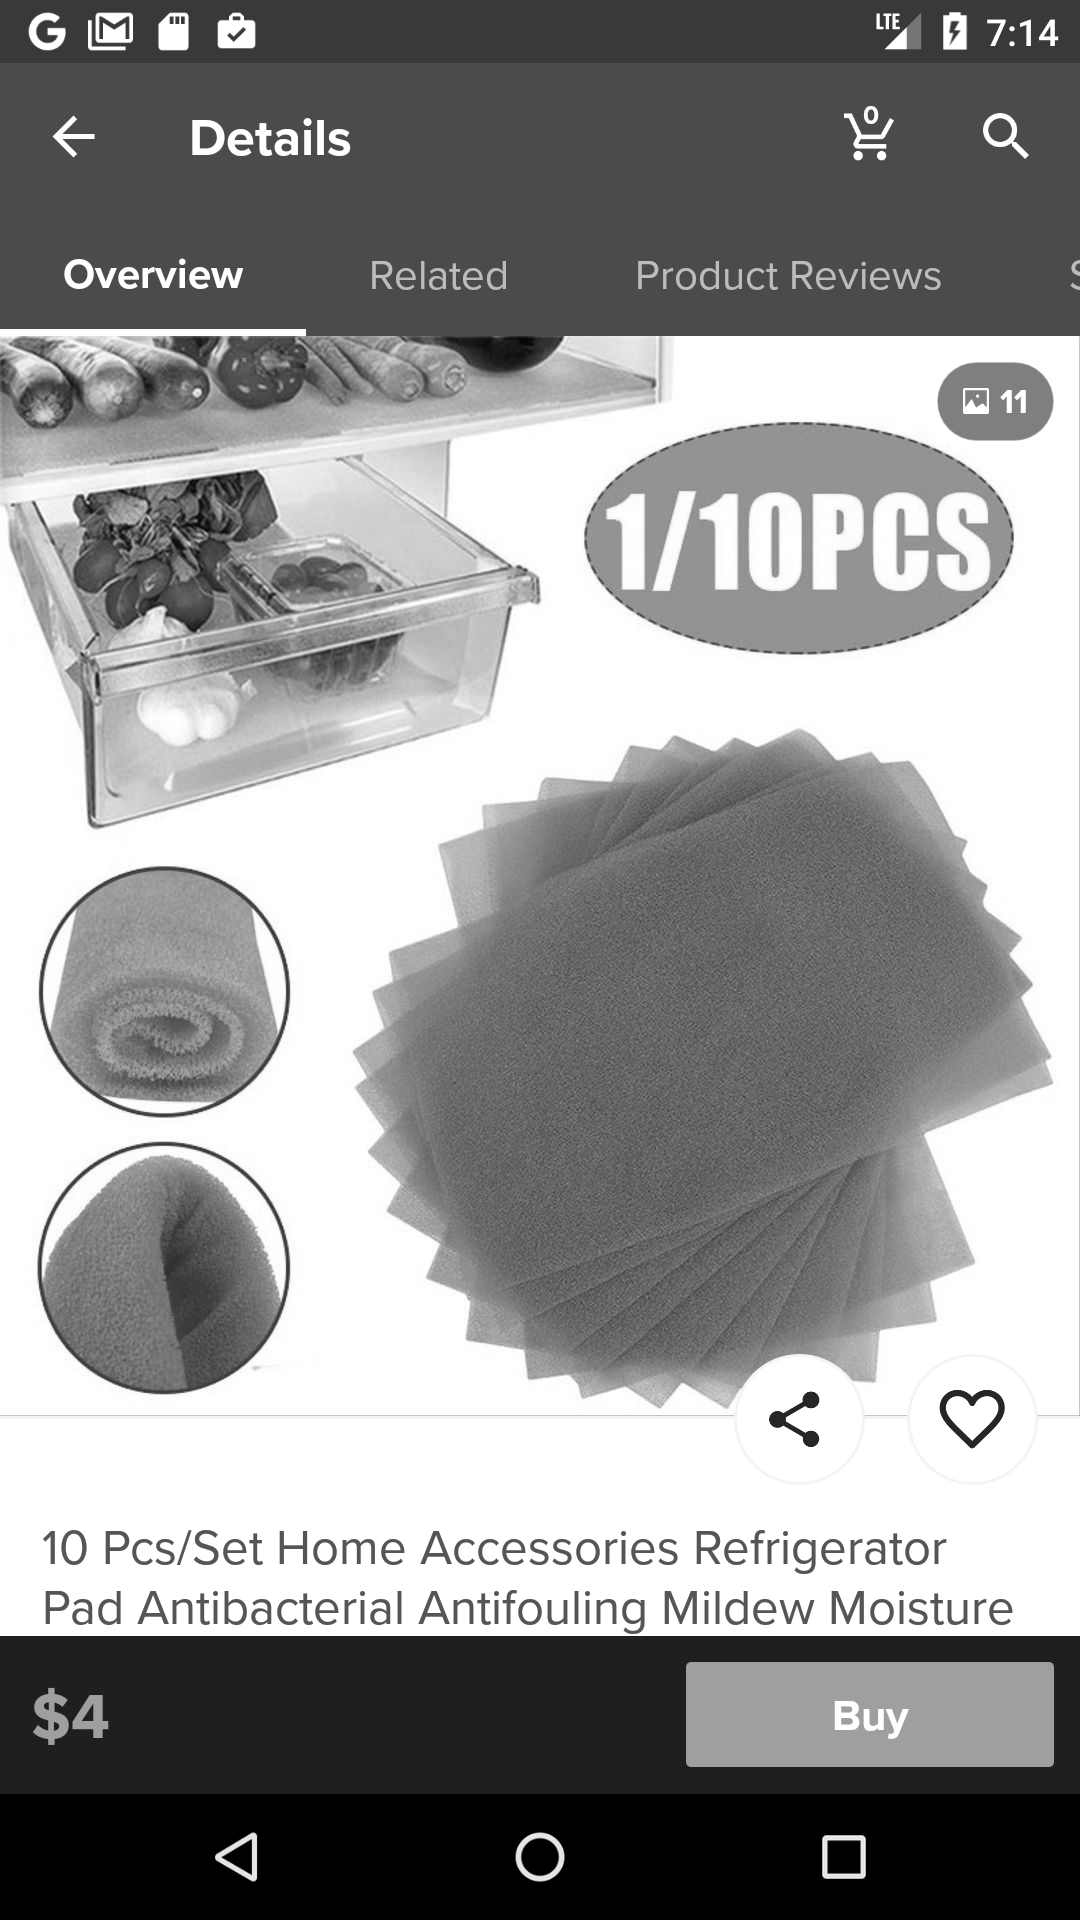 LTE 7:14
Details 0
Overview Related Product Reviews S
11
1/10PCS
10 Pcs/Set Home Accessories Refrigerator
Pad Antibacterial Antifouling Mildew Moisture
$4 Buy